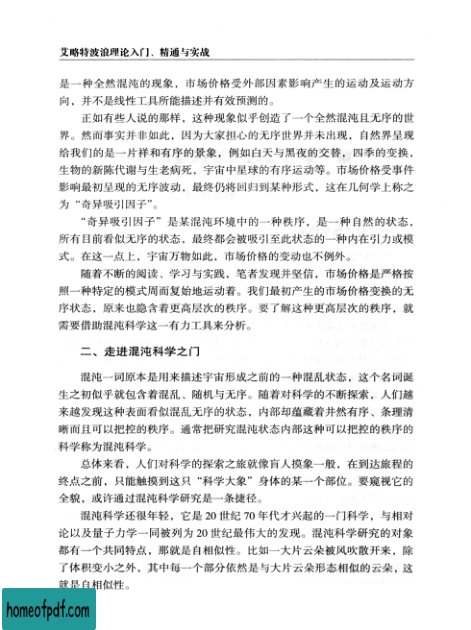 艾略特波浪理论入门、精通与实战
是一种全然混沌的现象，市场价格受外部因素影响产生的运动及运动方
向，并不是线性工具所能描述并有效预测的。
正如有些人说的那样，这种现象似乎创造了一个全然混沌且无序的世
界。然而事实并非如此，因为大家担心的无序世界并未出现，自然界呈现
给我们的是一片祥和有序的景象，例如白天与黑夜的交替，四季的变换，
生物的新陈代谢与生老病死，宇宙中星球的有序运动等。市场价格受事件
影响最初呈现的无序波动，最终仍将回归到某种形式，这在几何学上称之
为“奇异吸引因子”。
“奇异吸引因子”是某混沌环境中的一种秩序，是一种自然的状态，
所有目前看似无序的状态，最终都会被吸引至此状态的一种内在引力或模
式。在这一点上，宇宙万物如此，市场价格的变动也不例外。
随着不断的阅读、学习与实践，笔者发现并坚信，市场价格是严格按
照一种特定的模式周而复始地运动着。我们最初产生的市场价格变换的无
序状态，原来也隐含着更高层次的秩序。要了解这种更高层次的秩序，就
需要借助混沌科学这一有力工具来分析。
二、走进混沌科学之门
混沌一词原本是用来描述宇宙形成之前的一种混乱状态，这个名词诞
生之初似乎就包含着混乱、随机与无序。随着对科学的不断探索，人们越
来越发现这种表面看似混乱无序的状态，内部却蕴藏着井然有序、条理清
晰而且可以把控的秩序。通常把研究混沌状态内部这种可以把控的秩序的
科学称为混沌科学。
总体来看，人们对科学的探索之旅就像盲人摸象一般，在到达旅程的
终点之前，只能触摸到这只“科学大象”身体的某一个部位。要窥视它的
全貌，或许通过混沌科学研究是一条捷径。
混沌科学还很年轻，它是20世纪70年代才兴起的一门科学，与相对
论以及量子力学一同被列为20世纪最伟大的发现。混沌科学研究的对象
都有一个共同特点，那就是自相似性。比如一大片云朵被风吹散开来，除
了体积变小之外，其中每一个部分依然是与大片云朵形态相似的云朵，这
就是自相似性。
homeofpdf.com